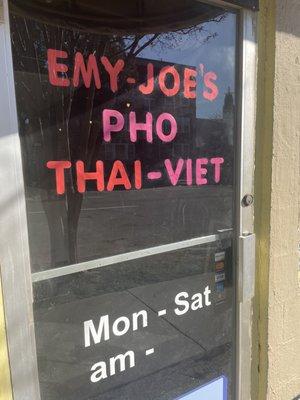 EMY-JOE'S
PHO
THAI-VIET
Mon - Sat
am -